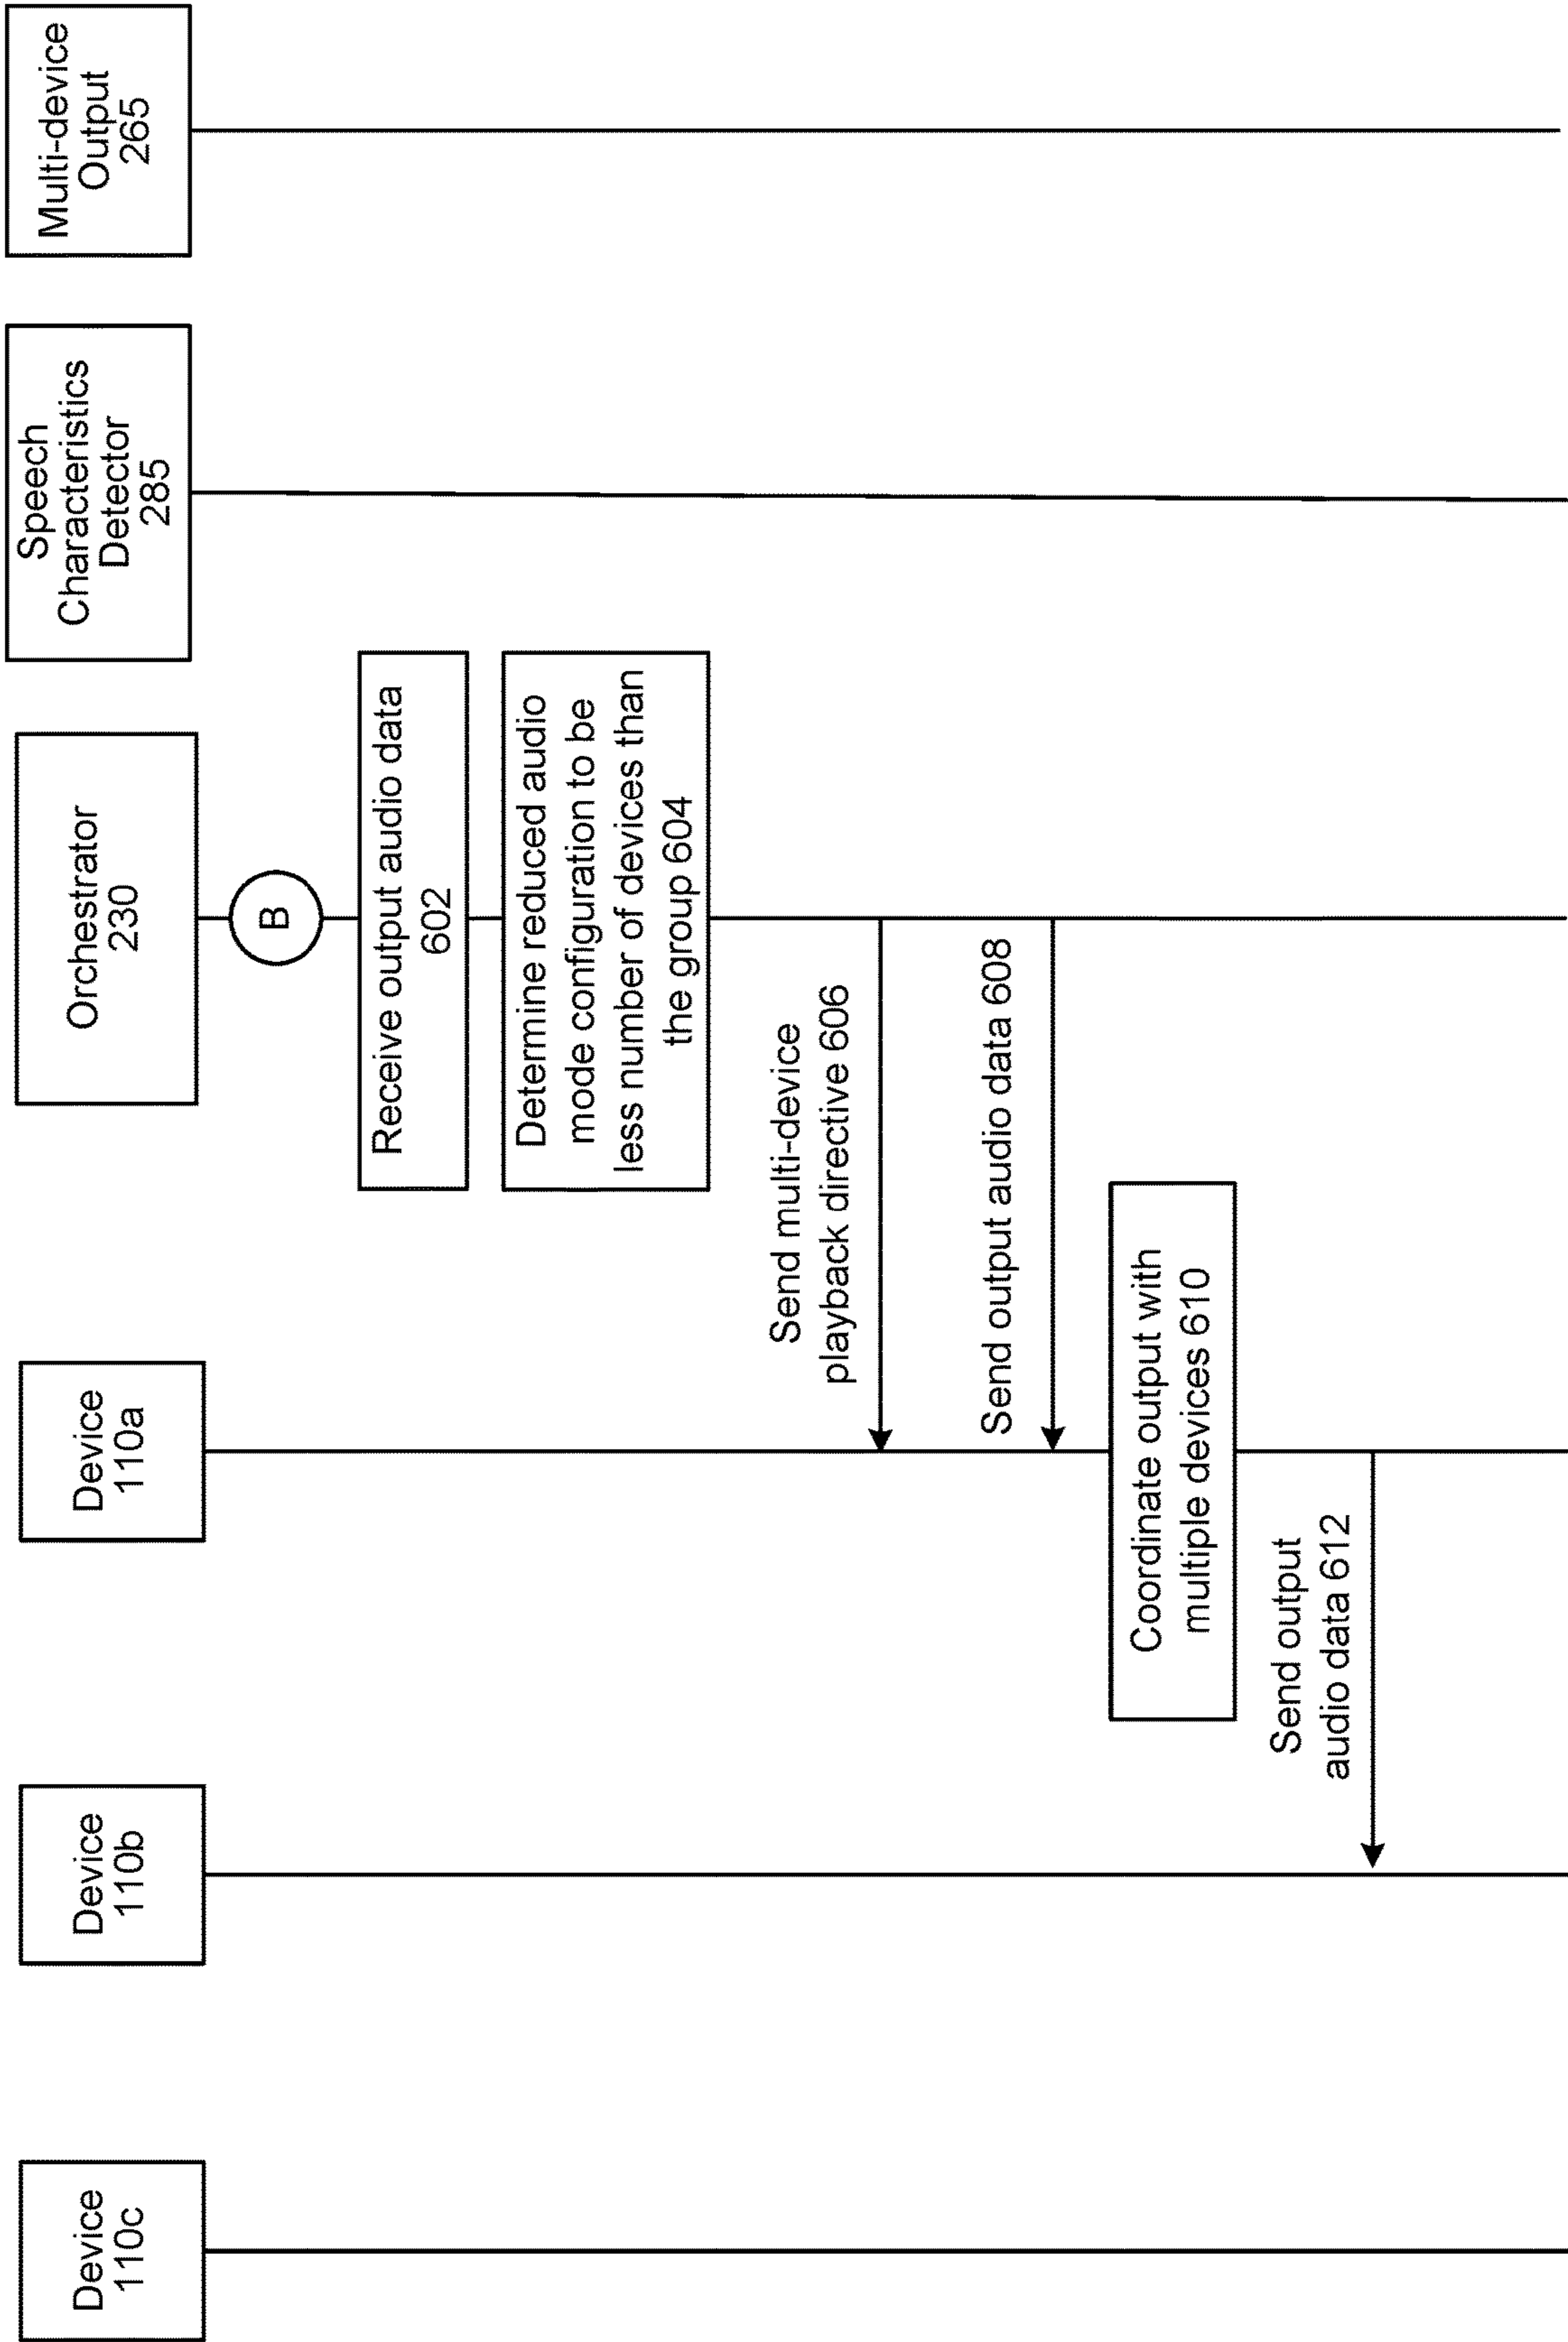 Device
110c
Device
110b
Device
110a
Orchestrator
230
Speech
Characteristics
Detector
285
Multi-device
Output
265
B
Receive output audio data
602
Determine reduced audio
mode configuration to be
less number of devices than
the group 604
Send multi-device
playback directive 606
Send output audio data 608
Coordinate output with
multiple devices 610
Send output
audio data 612